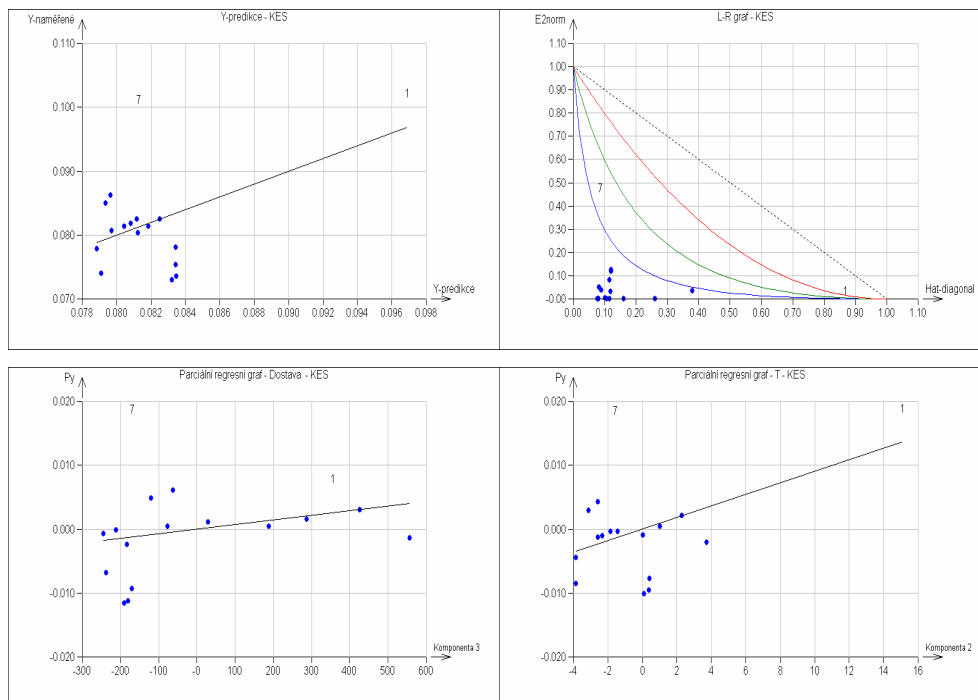 Y-predikce - KES
Y-naměřené
0.110
0.100
0.090
0.080
0.070
7
1
0.078 0.080 0.082 0.084 0.086 0.088 0.090 0.092 0.094 0.096 0.098
Y-predikce
L-R graf - KES
E2norm
1.10
1.00
0.90
0.80
0.70
0.60
0.50
0.40
0.30
0.20
0.10
-0.00
7
1
0.00 0.10 0.20 0.30 0.40 0.50 0.60 0.70 0.80 0.90 1.00 1.10
Hat-diagonal
Parciální regresní graf - Dostava - KES
Py
0.020
0.010
0.000
-0.010
-0.020
7
1
-300 -200 -100 -0 100 200 300 400 500 600
Komponenta 3
Parciální regresní graf - T - KES
Py
0.020
0.010
0.000
-0.010
-0.020
7
1
-4 -2 0 2 4 6 8 10 12 14 16
Komponenta 2